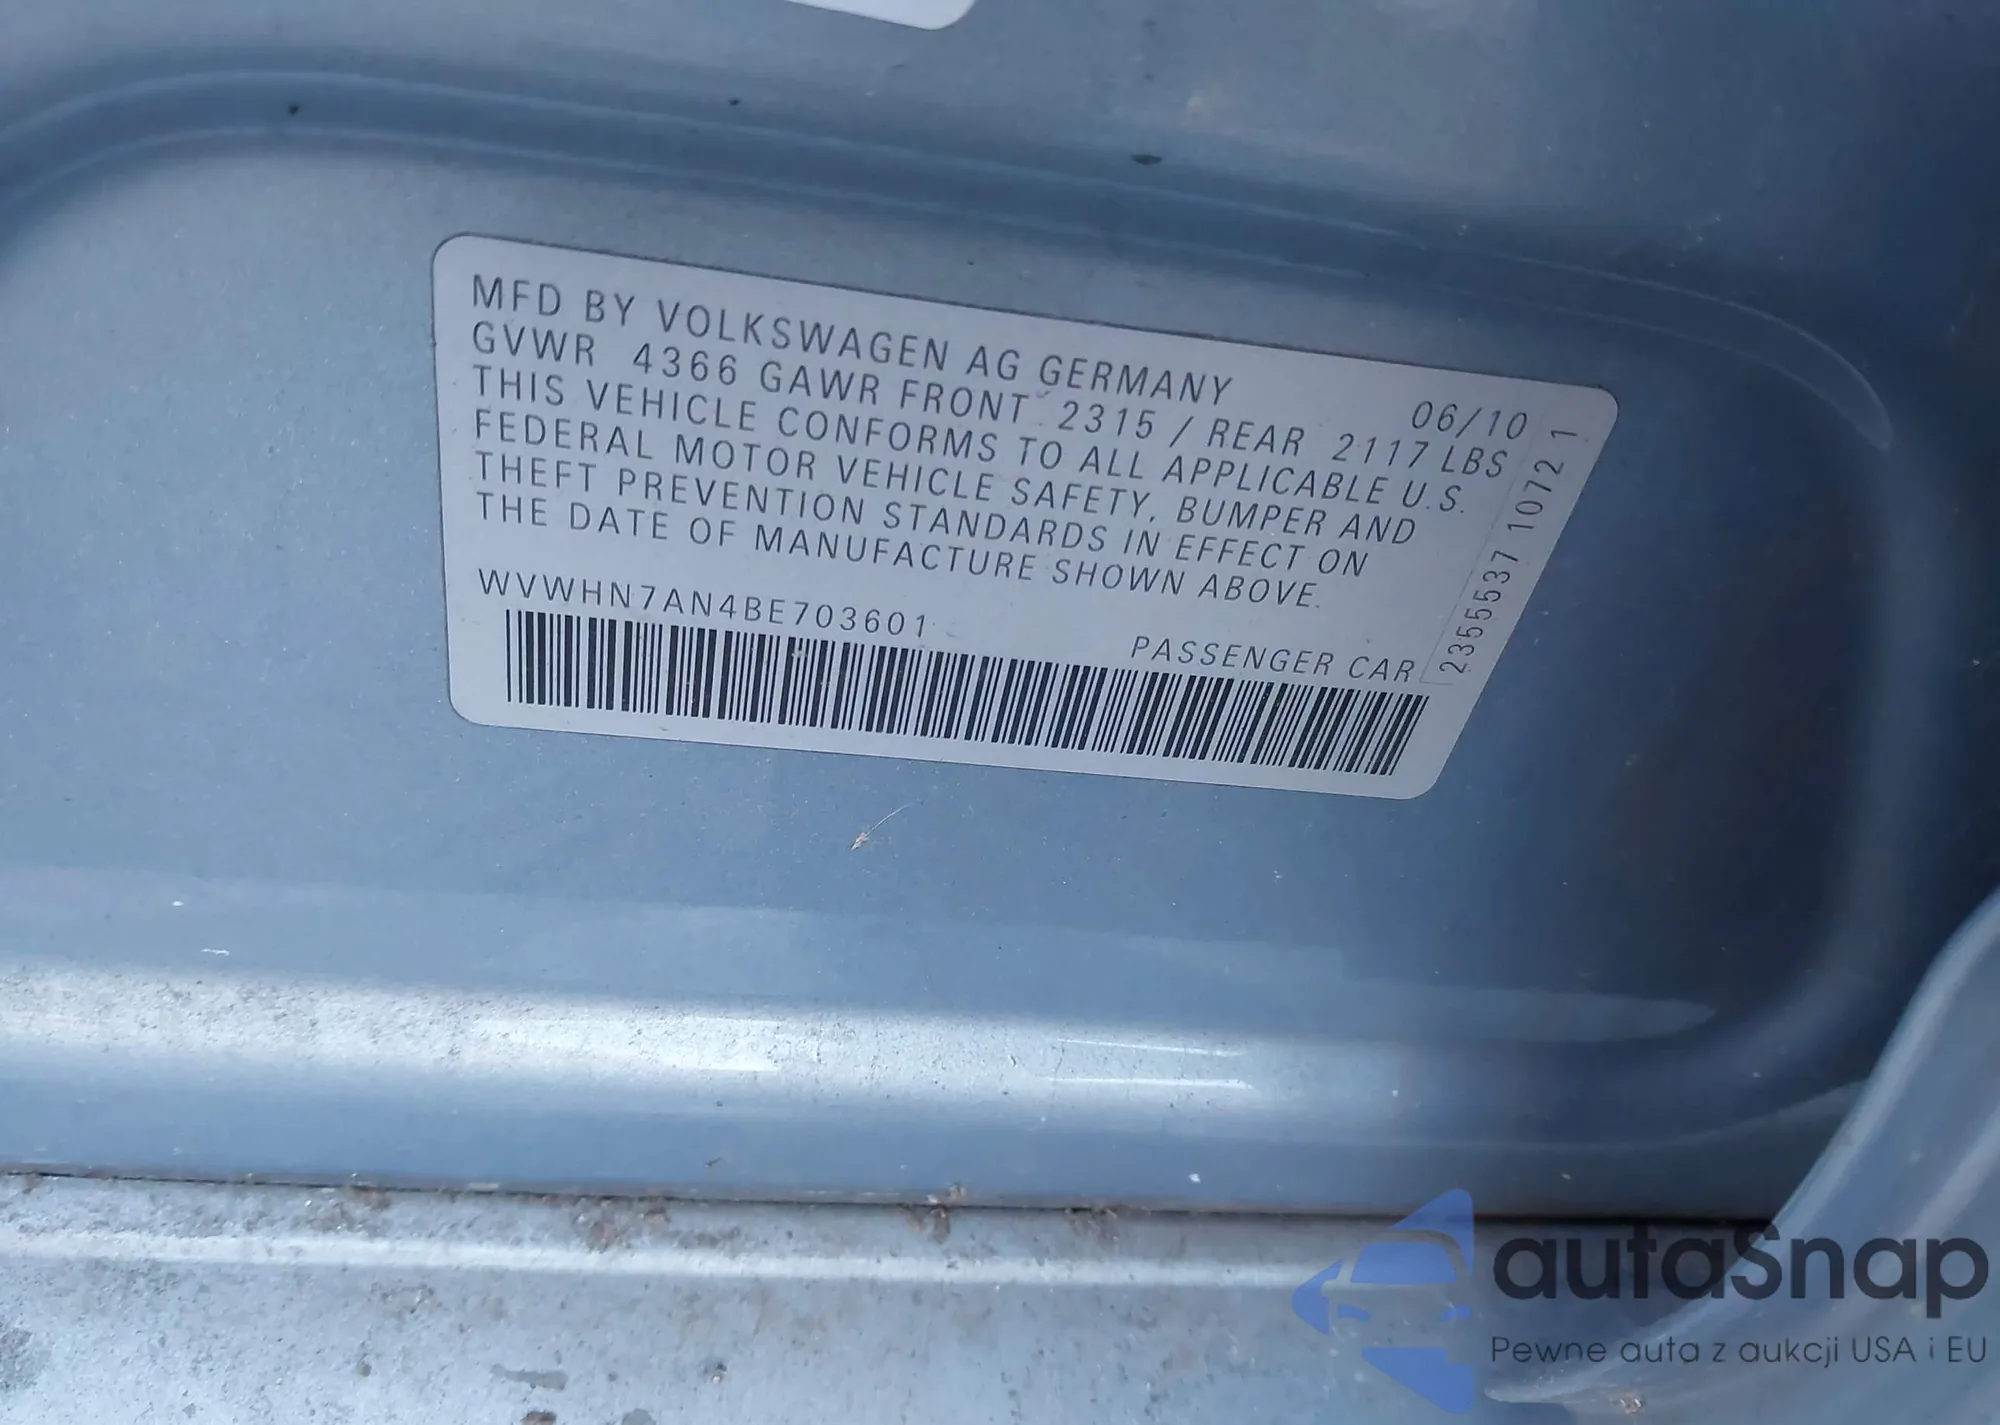 MFD BY VOLKSWAGEN AG GERMANY 06/10
GVWR 4366 GAWR FRONT 2315 / REAR 2117 LBS
THIS VEHICLE CONFORMS TO ALL APPLICABLE U.S.
FEDERAL MOTOR VEHICLE SAFETY, BUMPER AND
THEFT PREVENTION STANDARDS IN EFFECT ON
THE DATE OF MANUFACTURE SHOWN ABOVE.
WVWHN7AN4BE703601
PASSENGER CAR
2355537 1072 1
autaSnap
Pewne auta z aukcji USA i EU